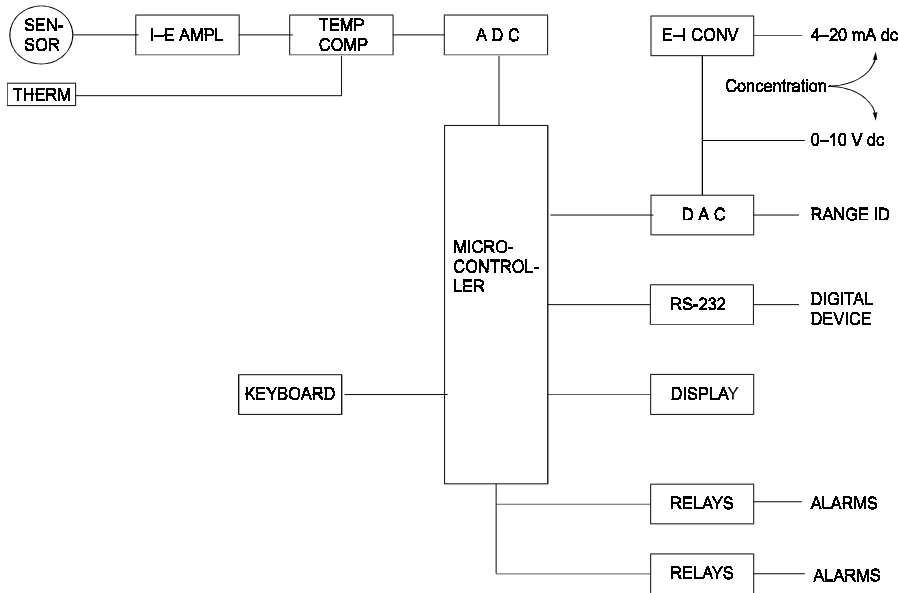 SEN-
SOR
I–E AMPL
TEMP
COMP
A D C
E–I CONV
4–20 mA dc
THERM
Concentration
0–10 V dc
D A C
RANGE ID
MICRO-
CONTROL-
LER
RS-232
DIGITAL
DEVICE
KEYBOARD
DISPLAY
RELAYS
ALARMS
RELAYS
ALARMS